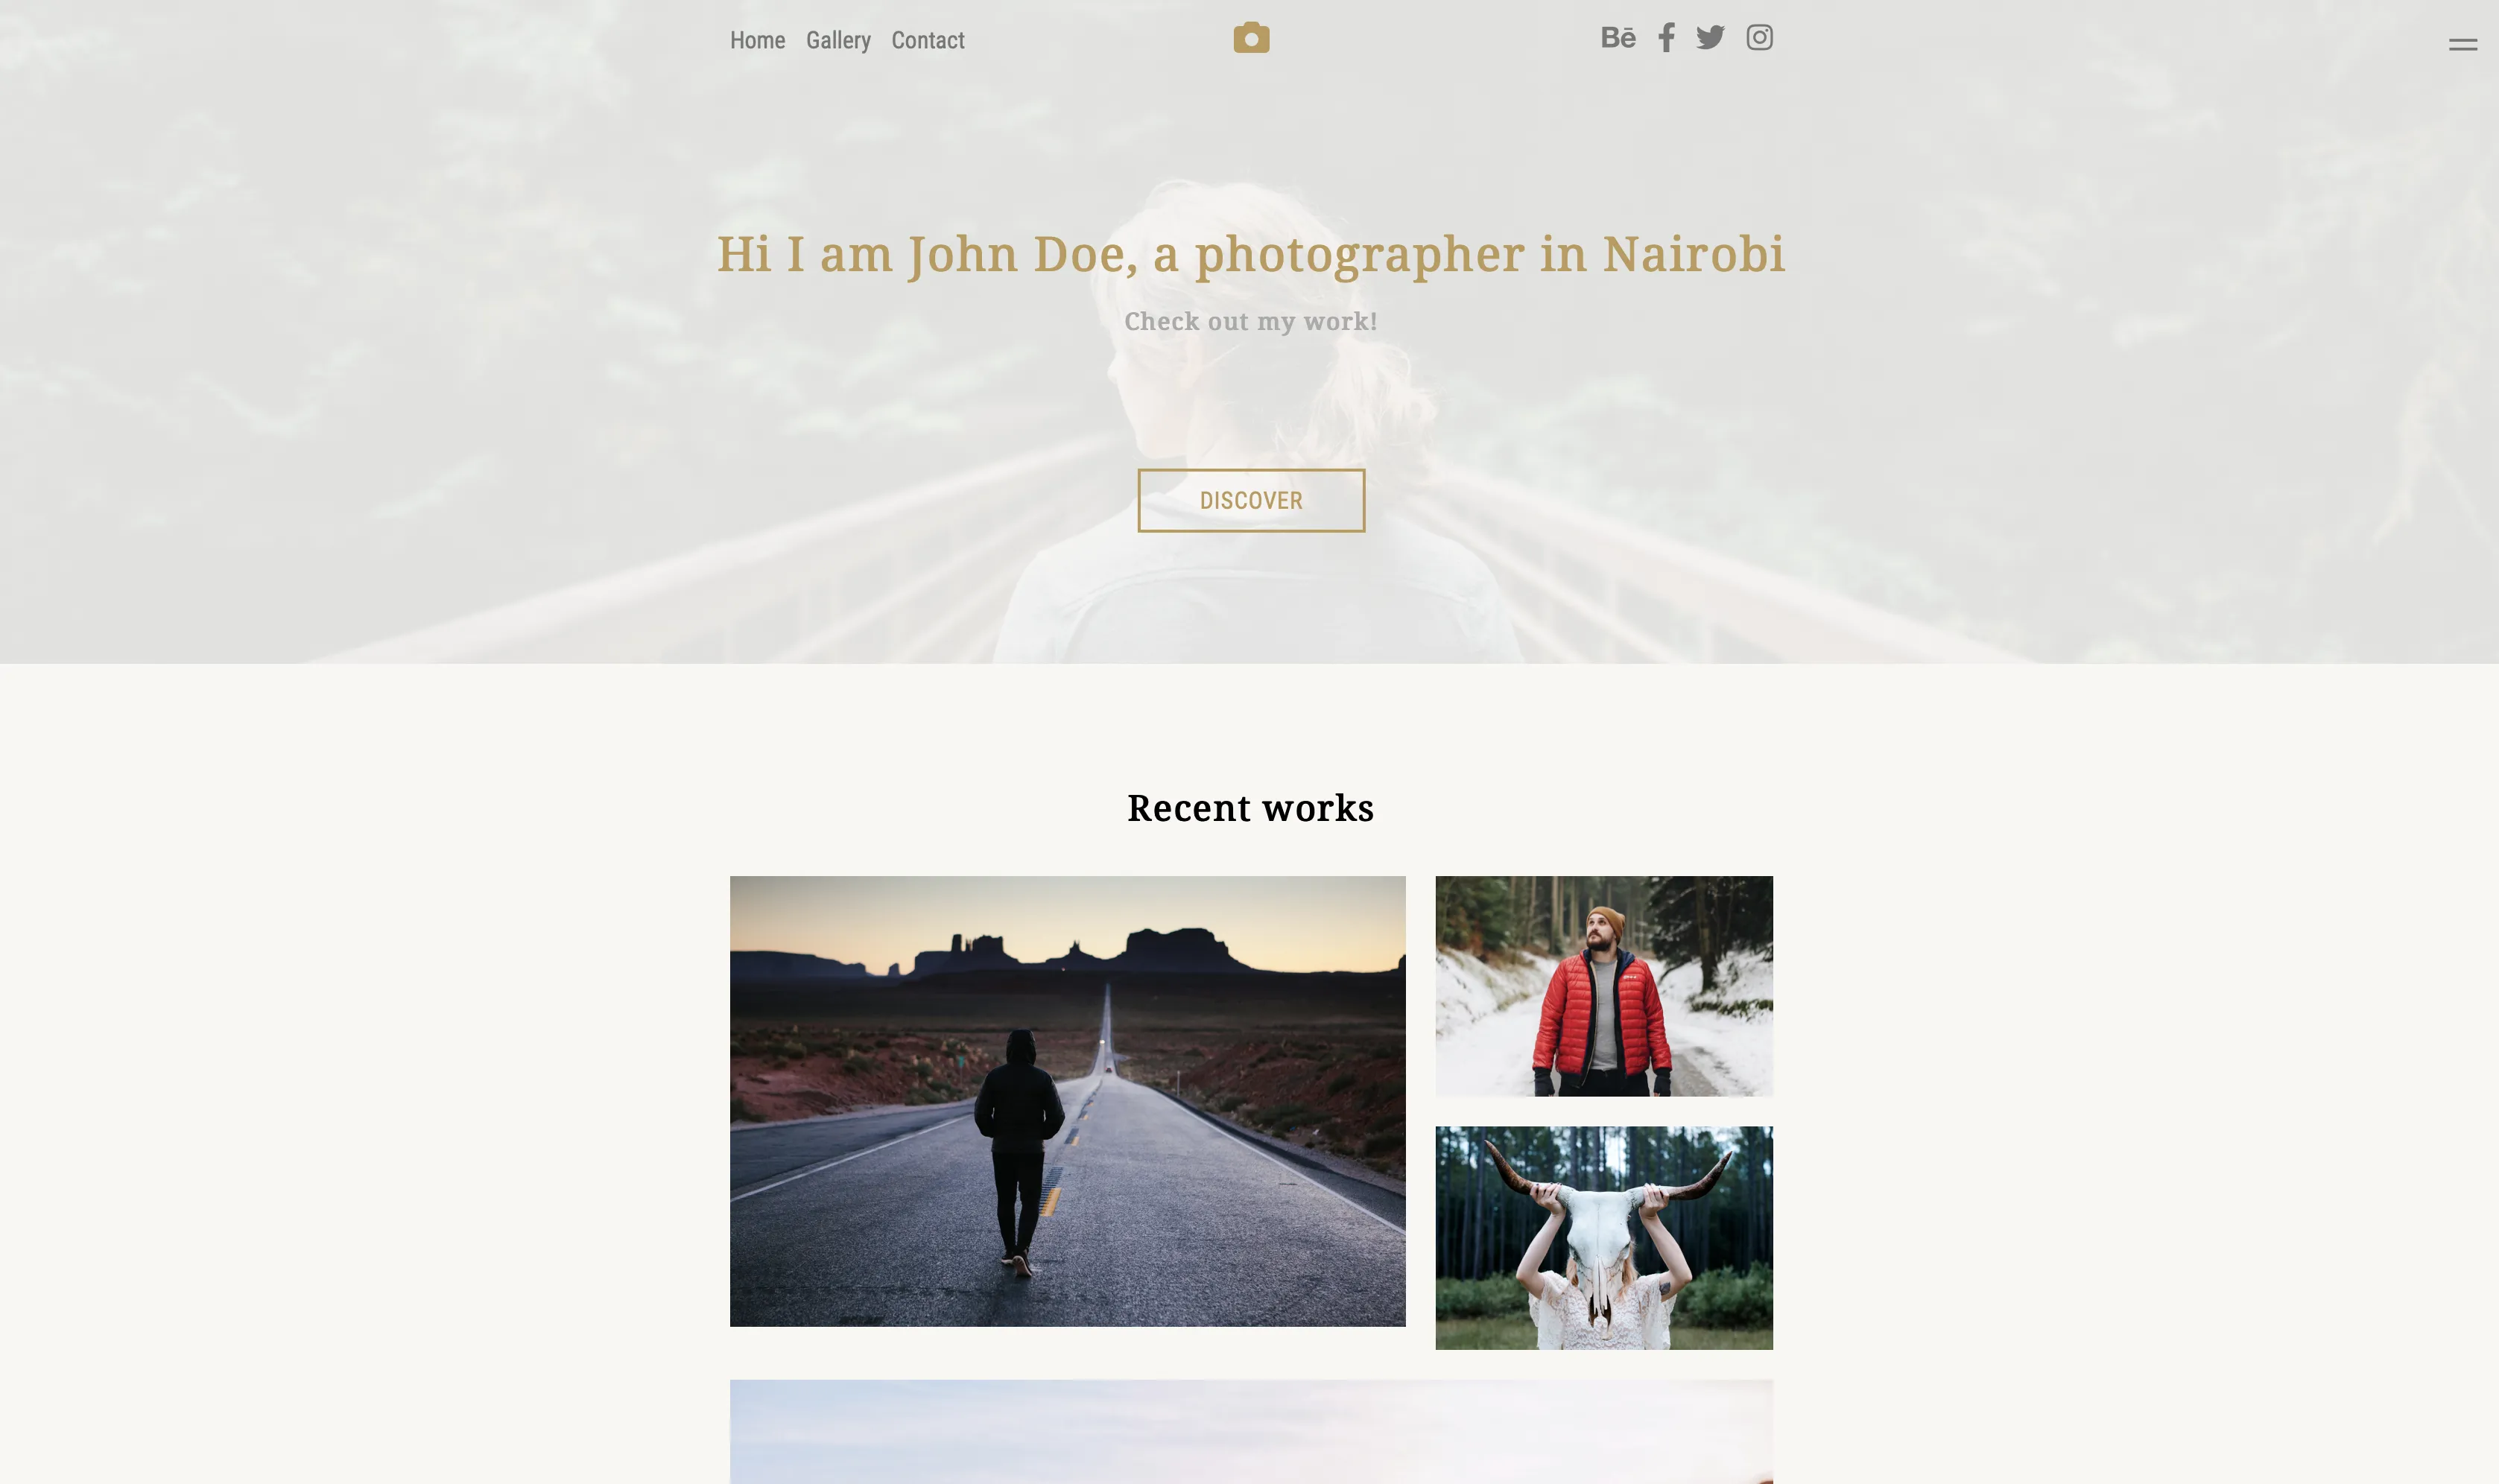 Home Gallery Contact
Bē
Hi I am John Doe, a photographer in Nairobi
Check out my work!
DISCOVER
Recent works